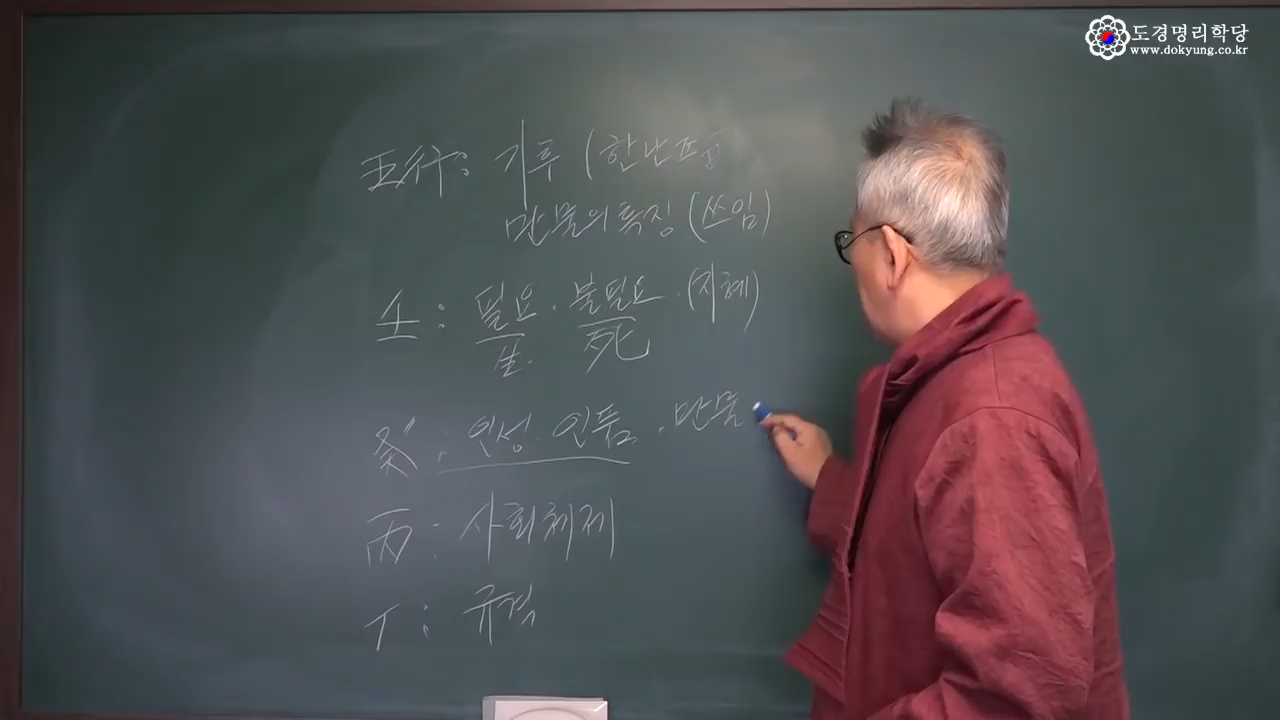 도경명리학당
www.dokyung.co.kr
五行: 기후 (한난조습
만물의 특징 (쓰임)
壬: 필요. 불필요. (지혜)
生. 死
癸: 인성. 인품. 만물
丙: 사회체제
丁: 규격